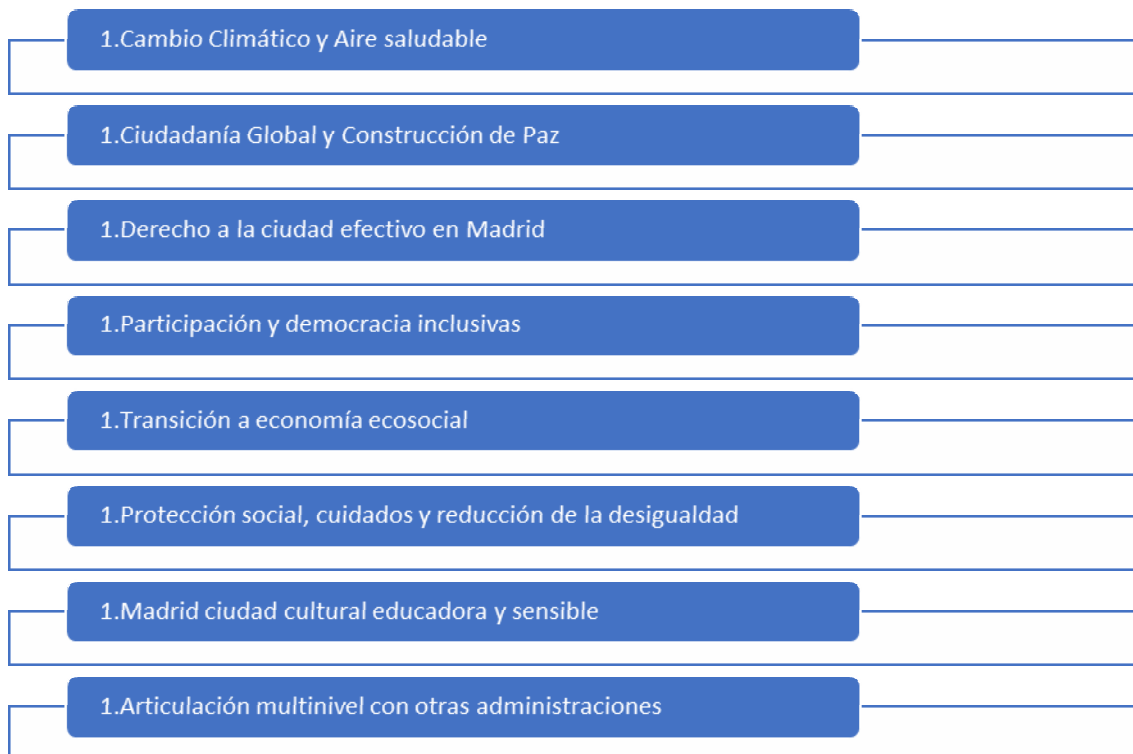 1.Cambio Climático y Aire saludable
1.Ciudadanía Global y Construcción de Paz
1.Derecho a la ciudad efectivo en Madrid
1.Participación y democracia inclusivas
1.Transición a economía ecosocial
1.Protección social, cuidados y reducción de la desigualdad
1.Madrid ciudad cultural educadora y sensible
1.Articulación multinivel con otras administraciones